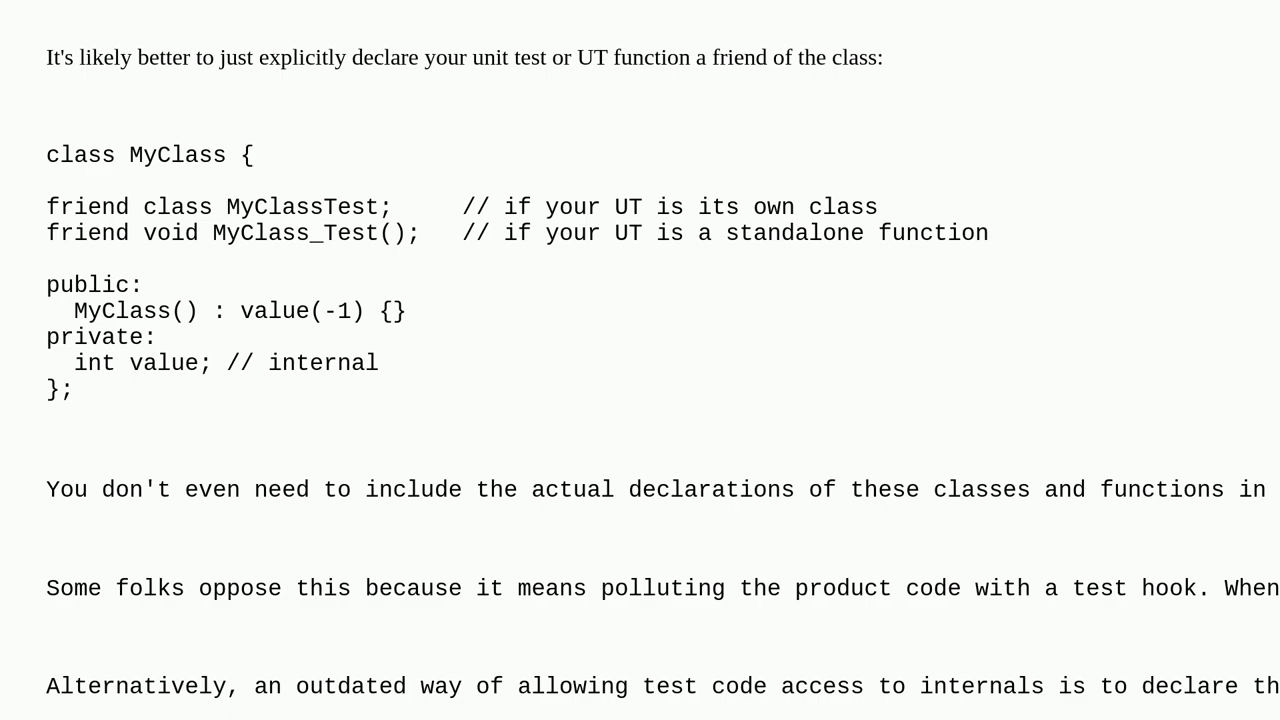 It's likely better to just explicitly declare your unit test or UT function a friend of the class:
class MyClass {
friend class MyClassTest;     // if your UT is its own class
friend void MyClass_Test();   // if your UT is a standalone function
public:
  MyClass() : value(-1) {}
private:
  int value; // internal
};
You don't even need to include the actual declarations of these classes and functions in
Some folks oppose this because it means polluting the product code with a test hook. When
Alternatively, an outdated way of allowing test code access to internals is to declare th